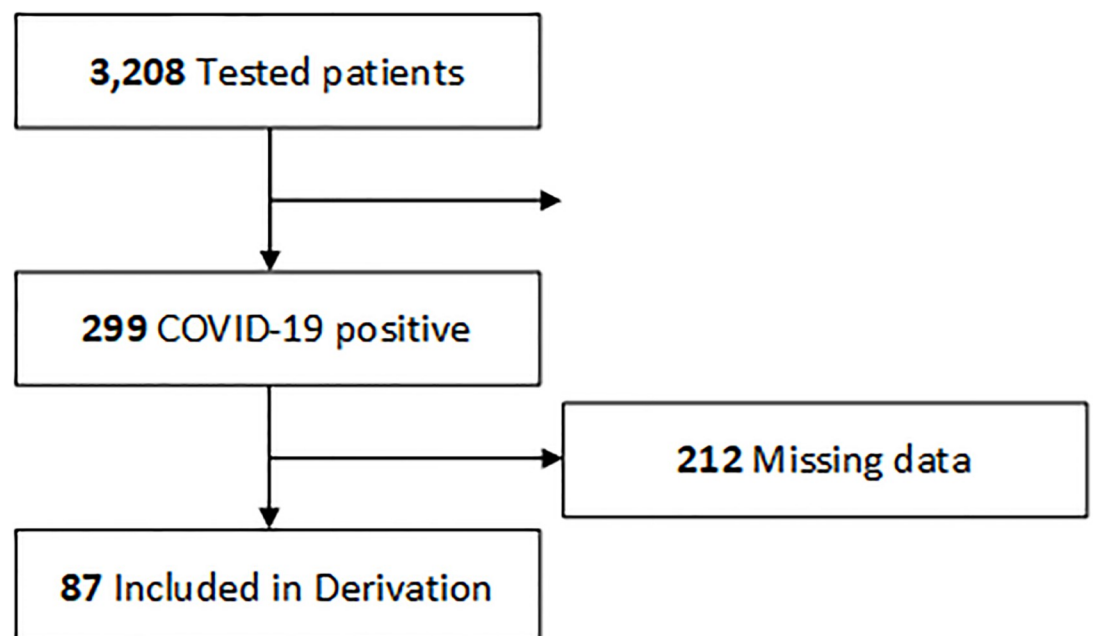 3,208 Tested patients
299 COVID-19 positive
212 Missing data
87 Included in Derivation